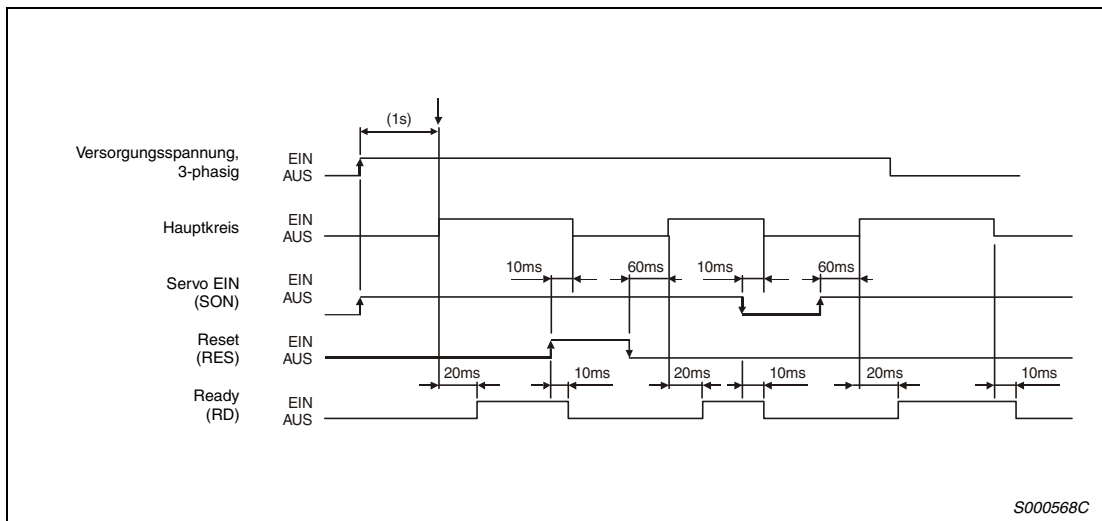 (1s)
Versorgungsspannung,
3-phasig
EIN
AUS
Hauptkreis
EIN
AUS
10ms
60ms
10ms
60ms
Servo EIN
(SON)
EIN
AUS
Reset
(RES)
EIN
AUS
20ms
10ms
20ms
10ms
20ms
10ms
Ready
(RD)
EIN
AUS
S000568C